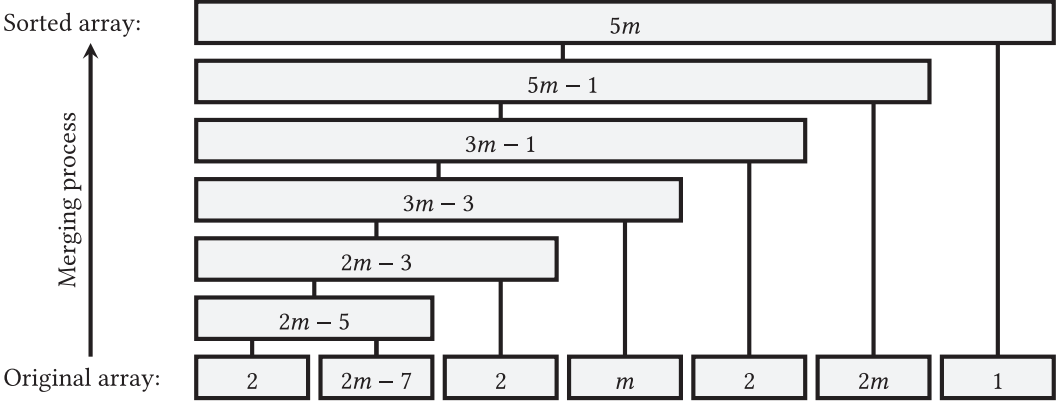 Sorted array:
5m
5m − 1
3m − 1
Merging process
3m − 3
2m − 3
2m − 5
Original array:
2
2m − 7
2
m
2
2m
1